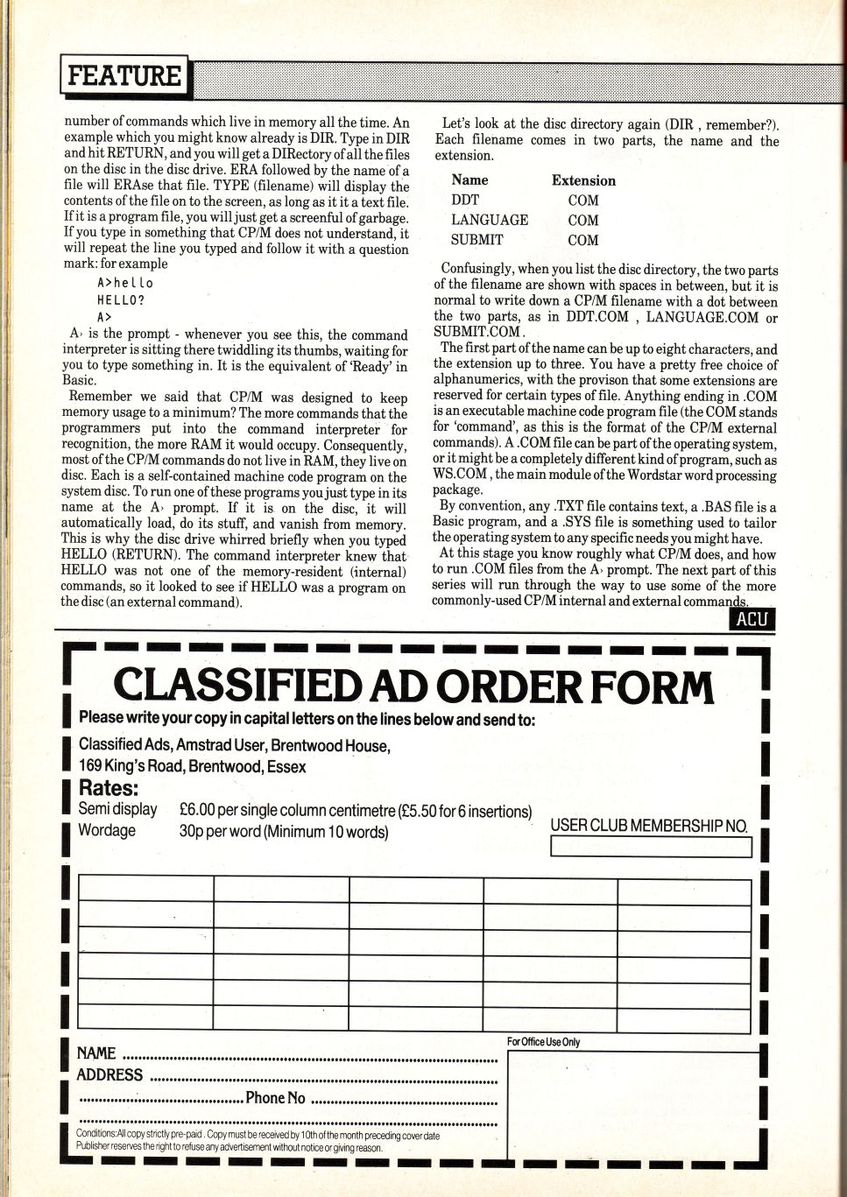 FEATURE
number of commands which live in memory all the time. An
example which you might know already is DIR. Type in DIR
and hit RETURN, and you will get a DIRectory of all the files
on the disc in the disc drive. ERA followed by the name of a
file will ERAse that file. TYPE (filename) will display the
contents of the file on to the screen, as long as it it a text file.
If it is a program file, you will just get a screenful of garbage.
If you type in something that CP/M does not understand, it
will repeat the line you typed and follow it with a question
mark: for example
A>hello
HELLO?
A>
A> is the prompt - whenever you see this, the command
interpreter is sitting there twiddling its thumbs, waiting for
you to type something in. It is the equivalent of 'Ready' in
Basic.
Remember we said that CP/M was designed to keep
memory usage to a minimum? The more commands that the
programmers put into the command interpreter for
recognition, the more RAM it would occupy. Consequently,
most of the CP/M commands do not live in RAM, they live on
disc. Each is a self-contained machine code program on the
system disc. To run one of these programs you just type in its
name at the A> prompt. If it is on the disc, it will
automatically load, do its stuff, and vanish from memory.
This is why the disc drive whirred briefly when you typed
HELLO (RETURN). The command interpreter knew that
HELLO was not one of the memory-resident (internal)
commands, so it looked to see if HELLO was a program on
the disc (an external command).
Let's look at the disc directory again (DIR , remember?).
Each filename comes in two parts, the name and the
extension.
Name Extension
DDT COM
LANGUAGE COM
SUBMIT COM
Confusingly, when you list the disc directory, the two parts
of the filename are shown with spaces in between, but it is
normal to write down a CP/M filename with a dot between
the two parts, as in DDT.COM , LANGUAGE.COM or
SUBMIT.COM .
The first part of the name can be up to eight characters, and
the extension up to three. You have a pretty free choice of
alphanumerics, with the provison that some extensions are
reserved for certain types of file. Anything ending in .COM
is an executable machine code program file (the COM stands
for 'command', as this is the format of the CP/M external
commands). A .COM file can be part of the operating system,
or it might be a completely different kind of program, such as
WS.COM , the main module of the Wordstar word processing
package.
By convention, any .TXT file contains text, a .BAS file is a
Basic program, and a .SYS file is something used to tailor
the operating system to any specific needs you might have.
At this stage you know roughly what CP/M does, and how
to run .COM files from the A> prompt. The next part of this
series will run through the way to use some of the more
commonly-used CP/M internal and external commands.
ACU
CLASSIFIED AD ORDER FORM
Please write your copy in capital letters on the lines below and send to:
Classified Ads, Amstrad User, Brentwood House,
169 King's Road, Brentwood, Essex
Rates:
Semi display £6.00 per single column centimetre (£5.50 for 6 insertions)
Wordage 30p per word (Minimum 10 words)
USER CLUB MEMBERSHIP NO.
For Office Use Only
NAME
ADDRESS
Phone No
Conditions:All copy strictly pre-paid . Copy must be received by 10th of the month preceding cover date
Publisher reserves the right to refuse any advertisement without notice or giving reason.